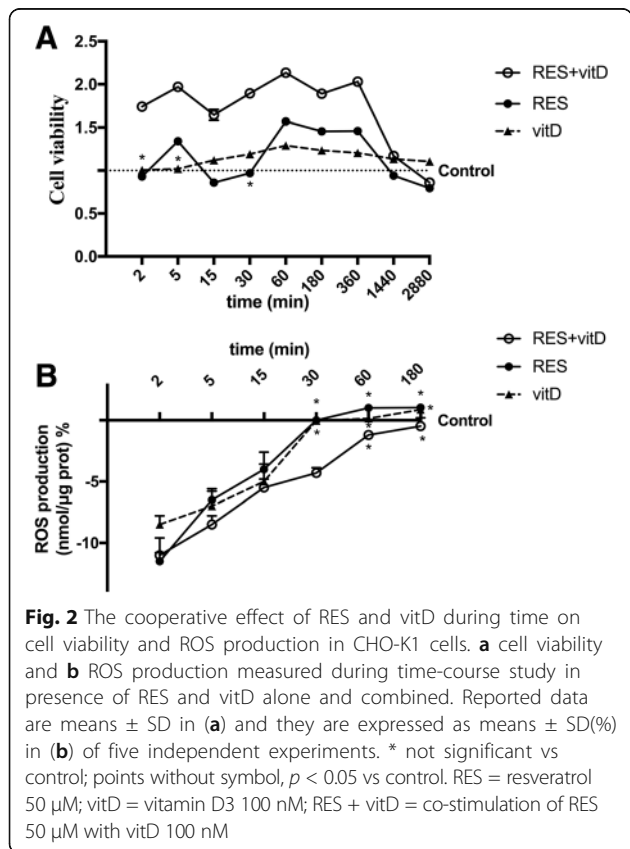 A
Cell viability
2.5
2.0
1.5
1.0
0.5
0.0
* * *
Control
2 5 15 30 60 180 360 1440 2880
time (min)
RES+vitD
RES
vitD
time (min)
B
2 5 15 30 60 180
ROS production
(nmol/µg prot) %
-5
-10
* * * * * * * *
Control
RES+vitD
RES
vitD
Fig. 2 The cooperative effect of RES and vitD during time on
cell viability and ROS production in CHO-K1 cells. a cell viability
and b ROS production measured during time-course study in
presence of RES and vitD alone and combined. Reported data
are means ± SD in (a) and they are expressed as means ± SD(%)
in (b) of five independent experiments. * not significant vs
control; points without symbol, p < 0.05 vs control. RES = resveratrol
50 µM; vitD = vitamin D3 100 nM; RES + vitD = co-stimulation of RES
50 µM with vitD 100 nM